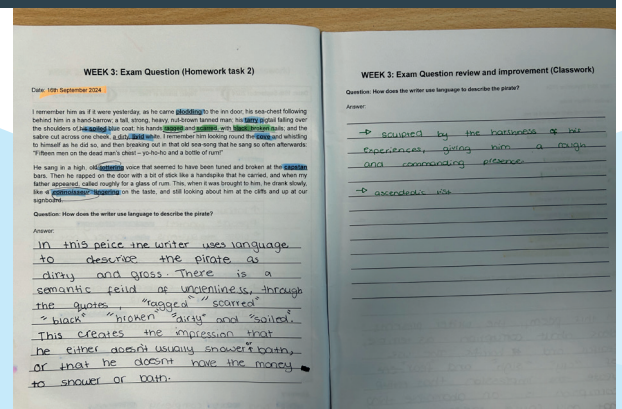 WEEK 3: Exam Question (Homework task 2)
Date: 16th September 2024
I remember him as if it were yesterday, as he came plodding to the inn door, his sea-chest following
behind him in a hand-barrow; a tall, strong, heavy, nut-brown tanned man; his tarry pigtail falling over
the shoulders of his soiled blue coat; his hands ragged and scarred, with black, broken nails; and the
sabre cut across one cheek, a dirty, livid white. I remember him looking round the cove and whistling
to himself as he did so, and then breaking out in that old sea-song that he sang so often afterwards:
"Fifteen men on the dead man's chest – yo-ho-ho and a bottle of rum!"
He sang in a high, old tottering voice that seemed to have been tuned and broken at the capstan
bars. Then he rapped on the door with a bit of stick like a handspike that he carried, and when my
father appeared, called roughly for a glass of rum. This, when it was brought to him, he drank slowly,
like a connoisseur, lingering on the taste, and still looking about him at the cliffs and up at our
signboard.
Question: How does the writer use language to describe the pirate?
Answer:
In this peice the writer uses language
to describe the pirate as
dirty and gross. There is a
semantic feild of uncleniness, through
the quotes, "ragged" "scarred"
"black" "broken" "dirty" and "soiled".
This creates the impression that
he either doesn't usually shower or bath,
or that he doesnt have the money
to shower or bath.
WEEK 3: Exam Question review and improvement (Classwork)
Question: How does the writer use language to describe the pirate?
Answer:
→ sculpted by the harshness of his
experiences, giving him a rough
and commanding presence.
→ ascendedic